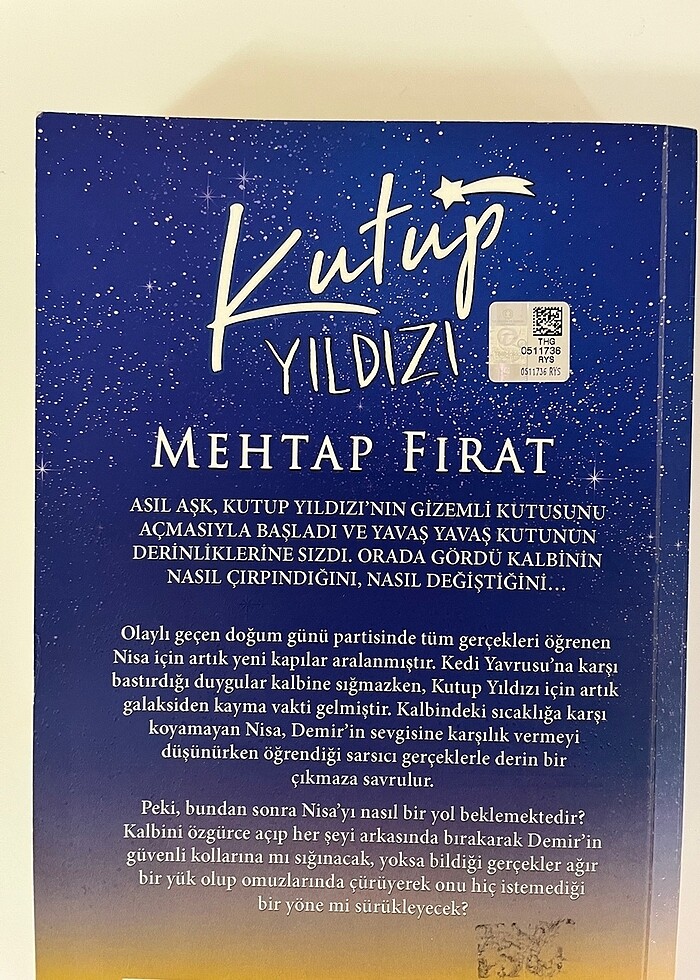 Kutup
YILDIZI
THG
0511736
RYS
0511736 RYS
MEHTAP FIRAT
ASIL AŞK, KUTUP YILDIZI’NIN GİZEMLİ KUTUSUNU
AÇMASIYLA BAŞLADI VE YAVAŞ YAVAŞ KUTUNUN
DERİNLİKLERİNE SIZDI. ORADA GÖRDÜ KALBİNİN
NASIL ÇIRPINDIĞINI, NASIL DEĞİŞTİĞİNİ...
Olaylı geçen doğum günü partisinde tüm gerçekleri öğrenen
Nisa için artık yeni kapılar aralanmıştır. Kedi Yavrusu’na karşı
bastırdığı duygular kalbine sığmazken, Kutup Yıldızı için artık
galaksiden kayma vakti gelmiştir. Kalbindeki sıcaklığa karşı
koyamayan Nisa, Demir’in sevgisine karşılık vermeyi
düşünürken öğrendiği sarsıcı gerçeklerle derin bir
çıkmaza savrulur.
Peki, bundan sonra Nisa’yı nasıl bir yol beklemektedir?
Kalbini özgürce açıp her şeyi arkasında bırakarak Demir’in
güvenli kollarına mı sığınacak, yoksa bildiği gerçekler ağır
bir yük olup omuzlarında çürüyerek onu hiç istemediği
bir yöne mi sürükleyecek?